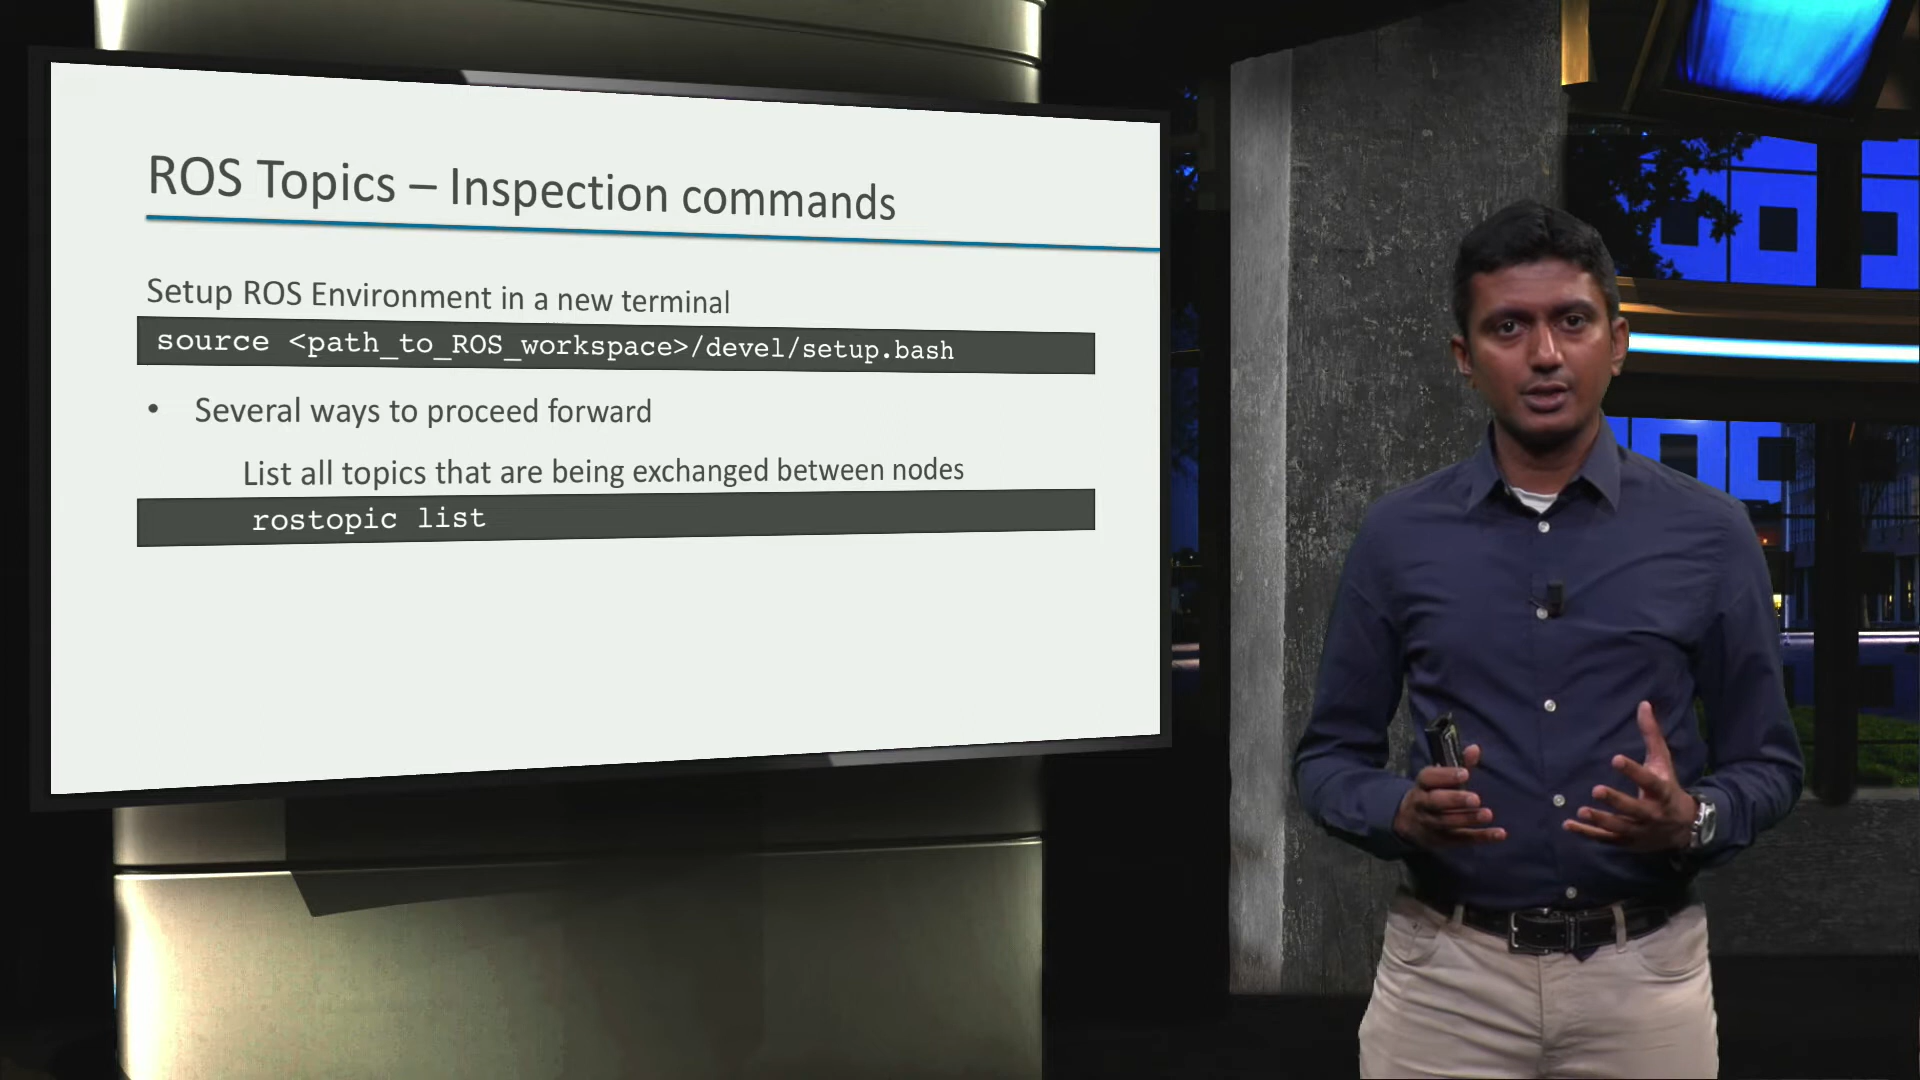 ROS Topics – Inspection commands
Setup ROS Environment in a new terminal
source <path_to_ROS_workspace>/devel/setup.bash
• Several ways to proceed forward
List all topics that are being exchanged between nodes
rostopic list